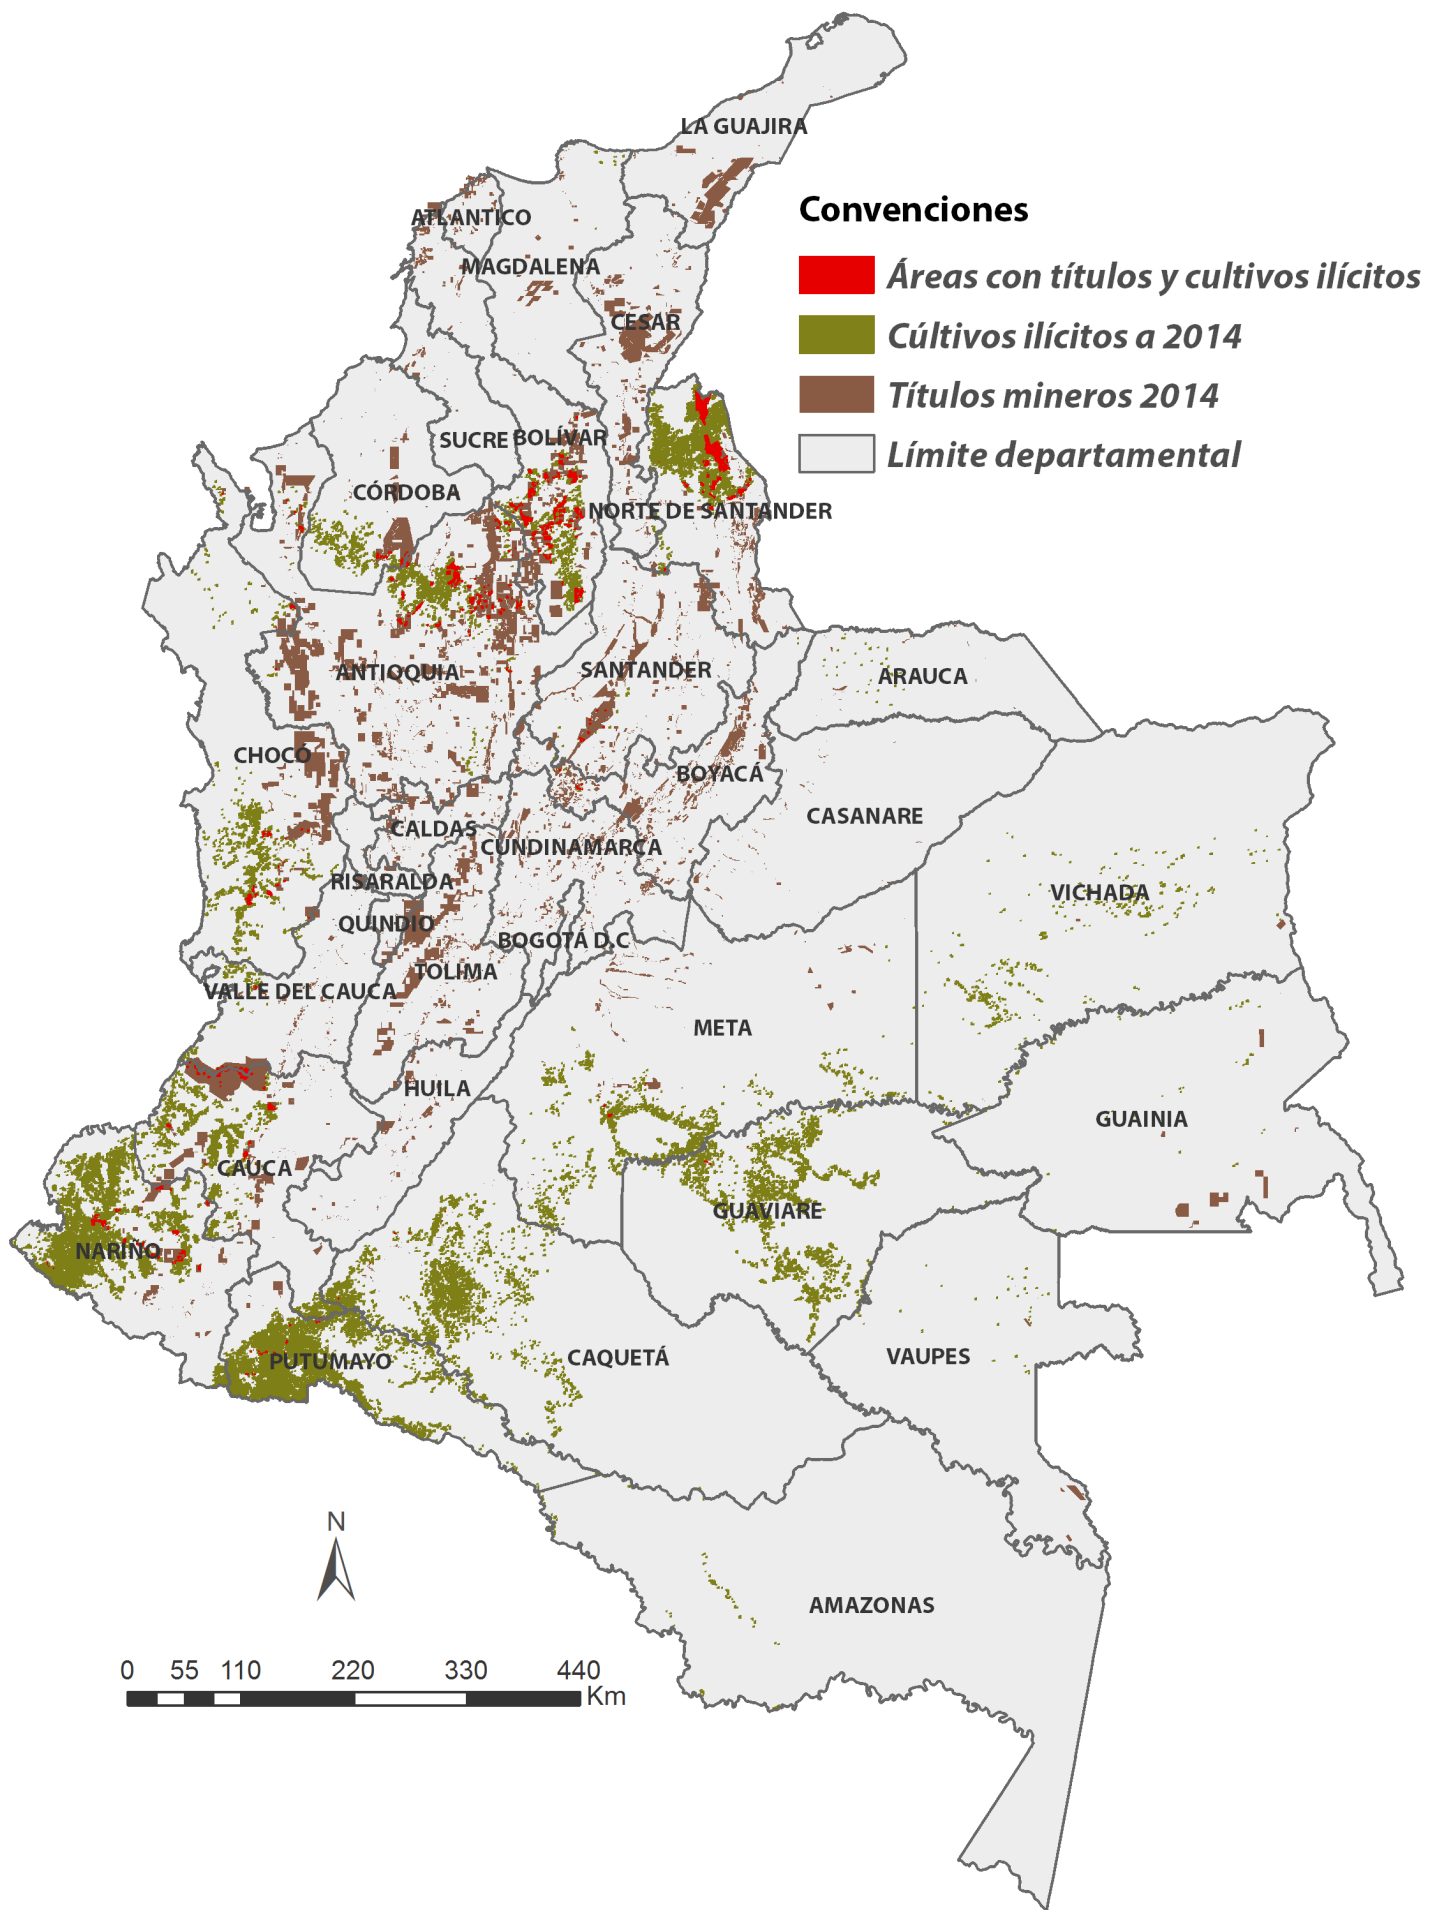 LA GUAJIRA
Convenciones
Áreas con títulos y cultivos ilícitos
Cúltivos ilícitos a 2014
Títulos mineros 2014
Límite departamental
ATLANTICO
MAGDALENA
CESAR
SUCRE
BOLÍVAR
CÓRDOBA
NORTE DE SANTANDER
ANTIOQUIA
SANTANDER
ARAUCA
CHOCÓ
BOYACÁ
CASANARE
CALDAS
CUNDINAMARCA
RISARALDA
VICHADA
QUINDIO
BOGOTÁ D.C
TOLIMA
VALLE DEL CAUCA
META
HUILA
GUAINIA
CAUCA
GUAVIARE
NARIÑO
PUTUMAYO
CAQUETÁ
VAUPES
N
AMAZONAS
0 55 110 220 330 440
Km